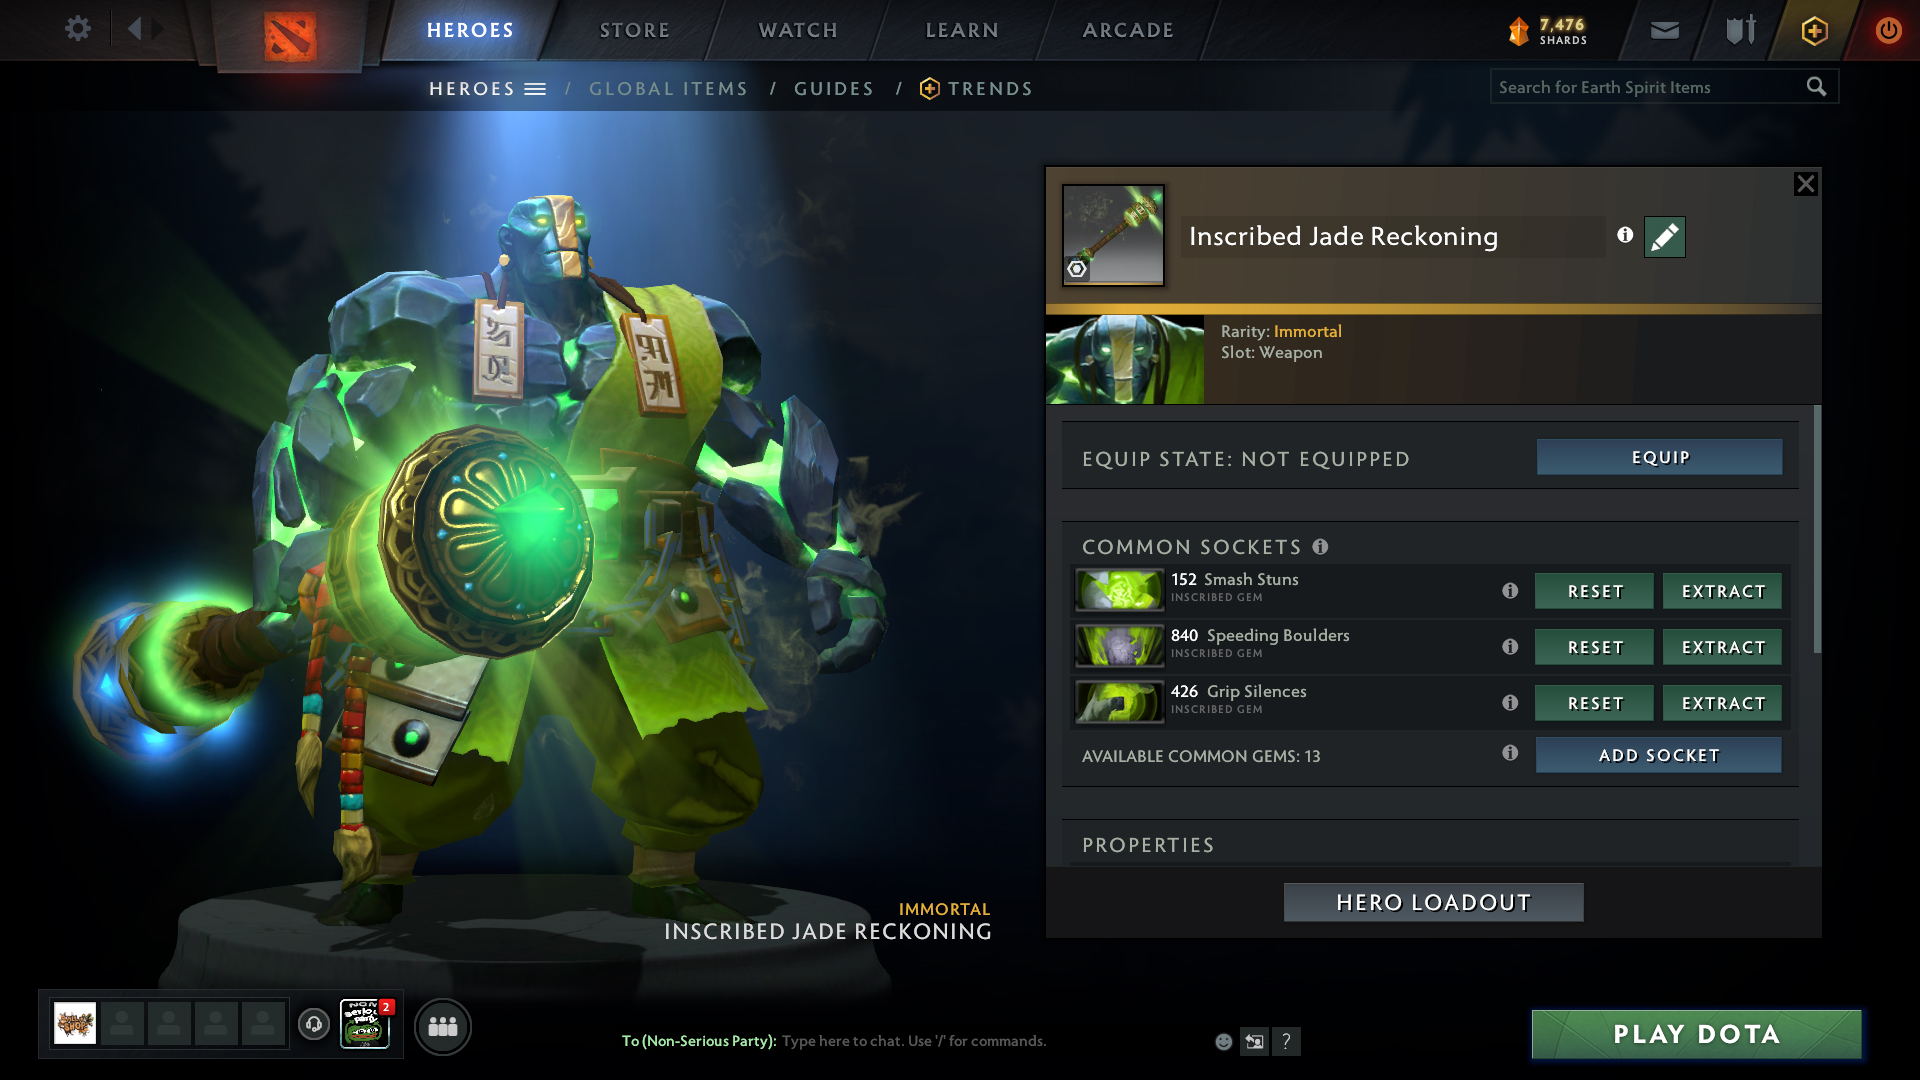 HEROES
STORE
WATCH
LEARN
ARCADE
7,476
SHARDS
HEROES / GLOBAL ITEMS / GUIDES / TRENDS
Search for Earth Spirit Items
Inscribed Jade Reckoning
Rarity: Immortal
Slot: Weapon
EQUIP STATE: NOT EQUIPPED
EQUIP
COMMON SOCKETS
152 Smash Stuns
INSCRIBED GEM
RESET
EXTRACT
840 Speeding Boulders
INSCRIBED GEM
RESET
EXTRACT
426 Grip Silences
INSCRIBED GEM
RESET
EXTRACT
AVAILABLE COMMON GEMS: 13
ADD SOCKET
PROPERTIES
HERO LOADOUT
IMMORTAL
INSCRIBED JADE RECKONING
2
To (Non-Serious Party): Type here to chat. Use '/' for commands.
?
PLAY DOTA